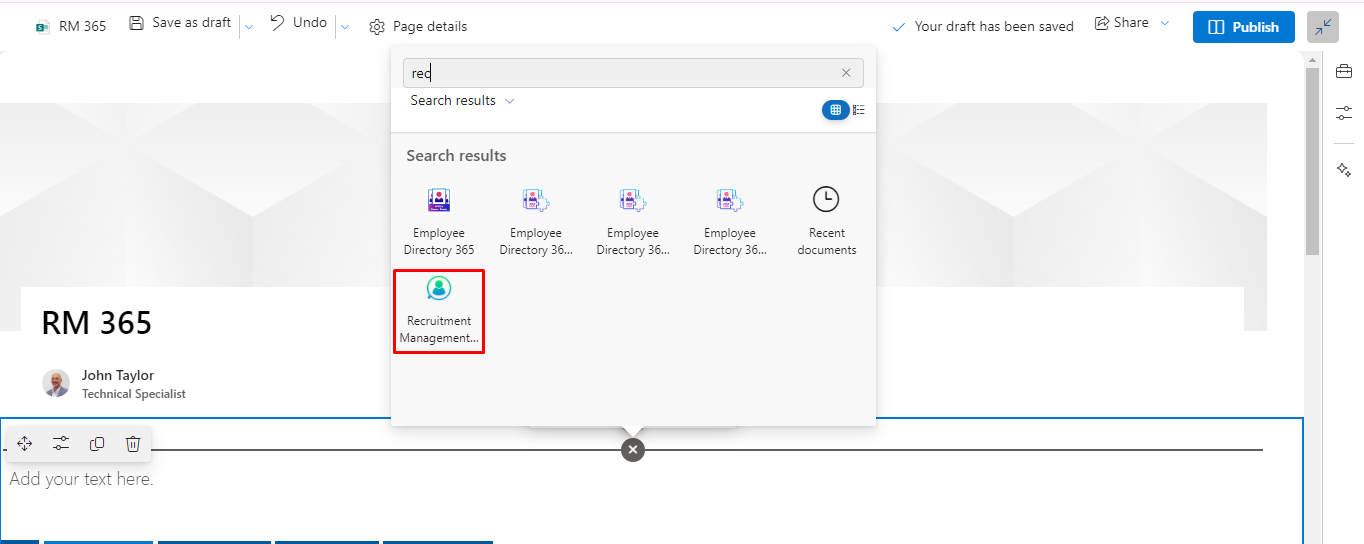 RM 365
Save as draft
Undo
Page details
Your draft has been saved
Share
Publish
rec
Search results
Search results
Employee
Directory 365
Employee
Directory 36...
Employee
Directory 36...
Employee
Directory 36...
Recent
documents
Recruitment
Management...
RM 365
John Taylor
Technical Specialist
Add your text here.